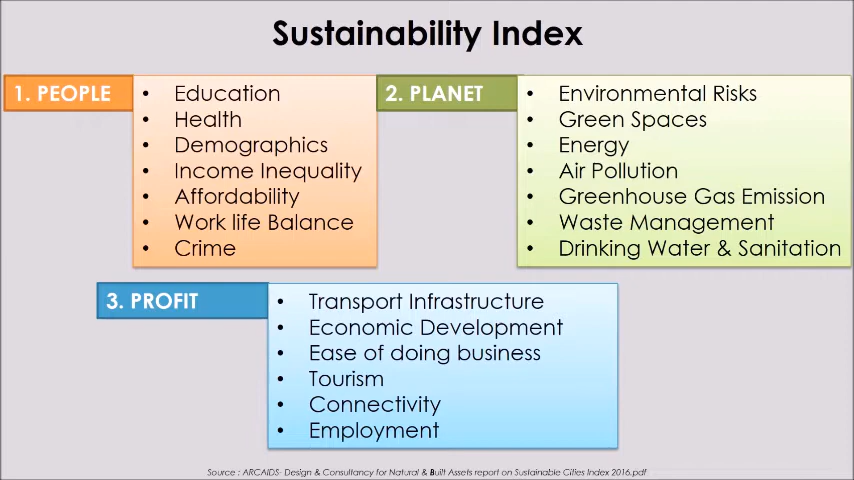 Sustainability Index
1. PEOPLE
• Education
• Health
• Demographics
• Income Inequality
• Affordability
• Work life Balance
• Crime
2. PLANET
• Environmental Risks
• Green Spaces
• Energy
• Air Pollution
• Greenhouse Gas Emission
• Waste Management
• Drinking Water & Sanitation
3. PROFIT
• Transport Infrastructure
• Economic Development
• Ease of doing business
• Tourism
• Connectivity
• Employment
Source : ARCAIDS- Design & Consultancy for Natural & Built Assets report on Sustainable Cities Index 2016.pdf